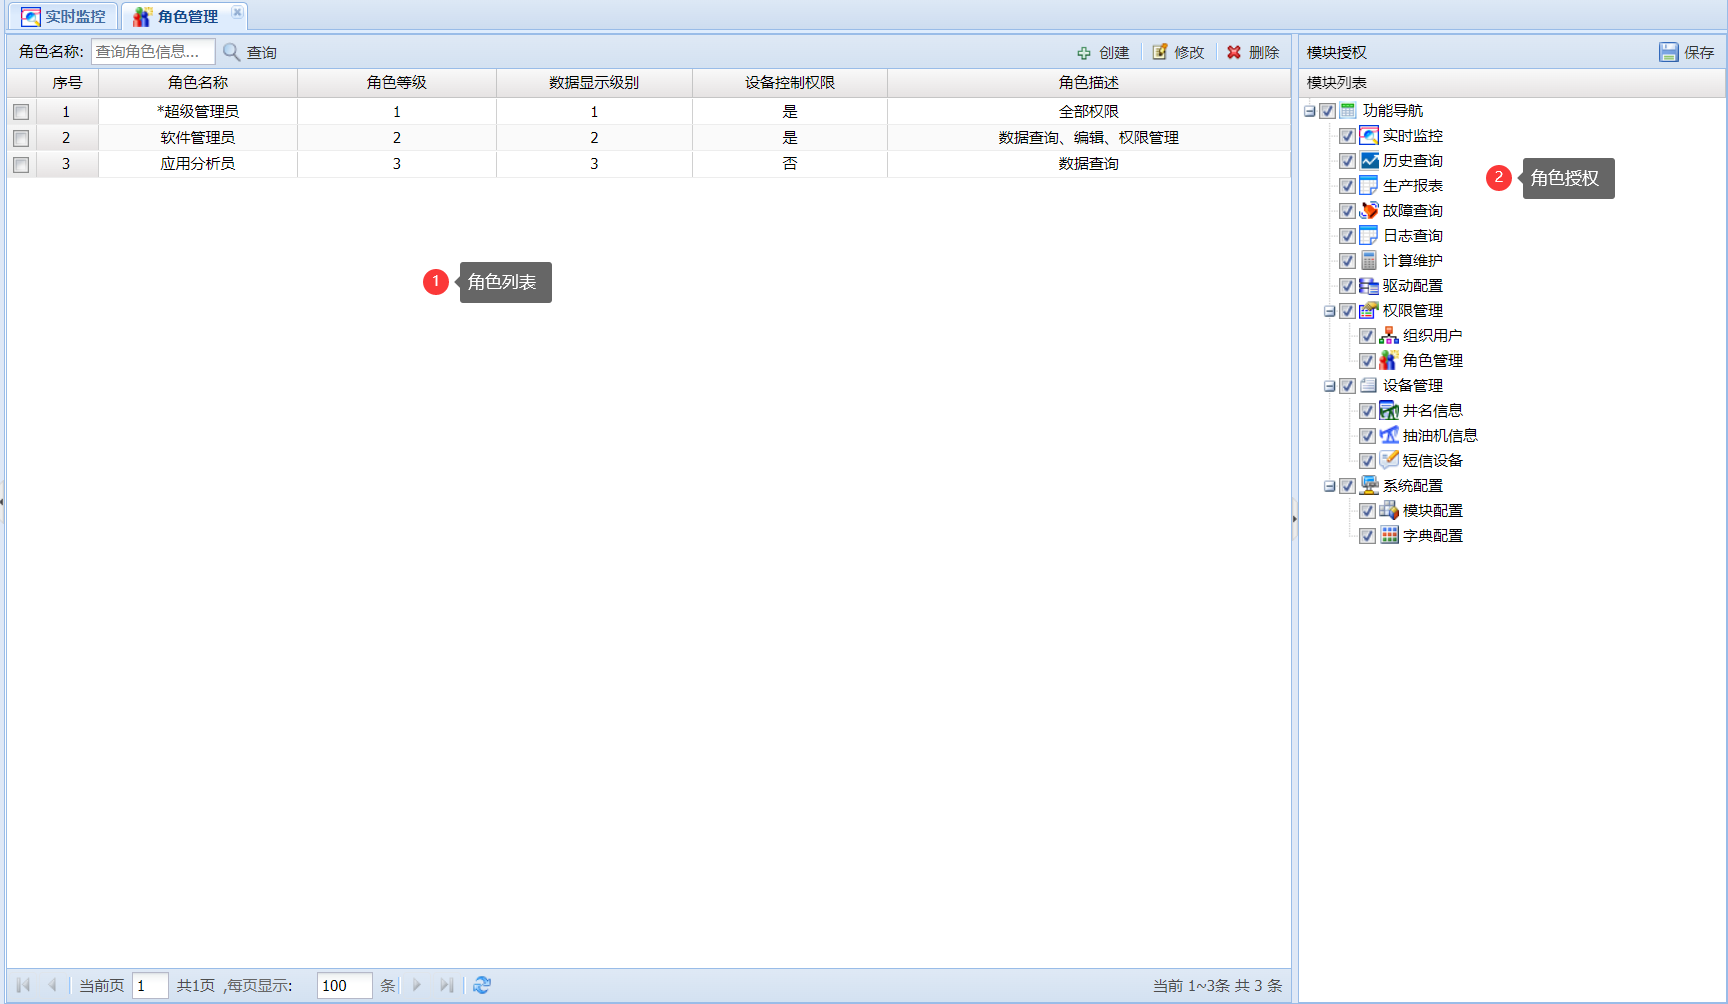 实时监控 角色管理
角色名称: 查询角色信息... 查询 创建 修改 删除
序号 角色名称 角色等级 数据显示级别 设备控制权限 角色描述
1 *超级管理员 1 1 是 全部权限
2 软件管理员 2 2 是 数据查询、编辑、权限管理
3 应用分析员 3 3 否 数据查询
1 角色列表
当前页 1 共1页 ,每页显示: 100 条 当前 1~3条 共 3 条
模块授权 保存
模块列表
功能导航
实时监控
历史查询
生产报表
故障查询
日志查询
计算维护
驱动配置
权限管理
组织用户
角色管理
设备管理
井名信息
抽油机信息
短信设备
系统配置
模块配置
字典配置
2 角色授权